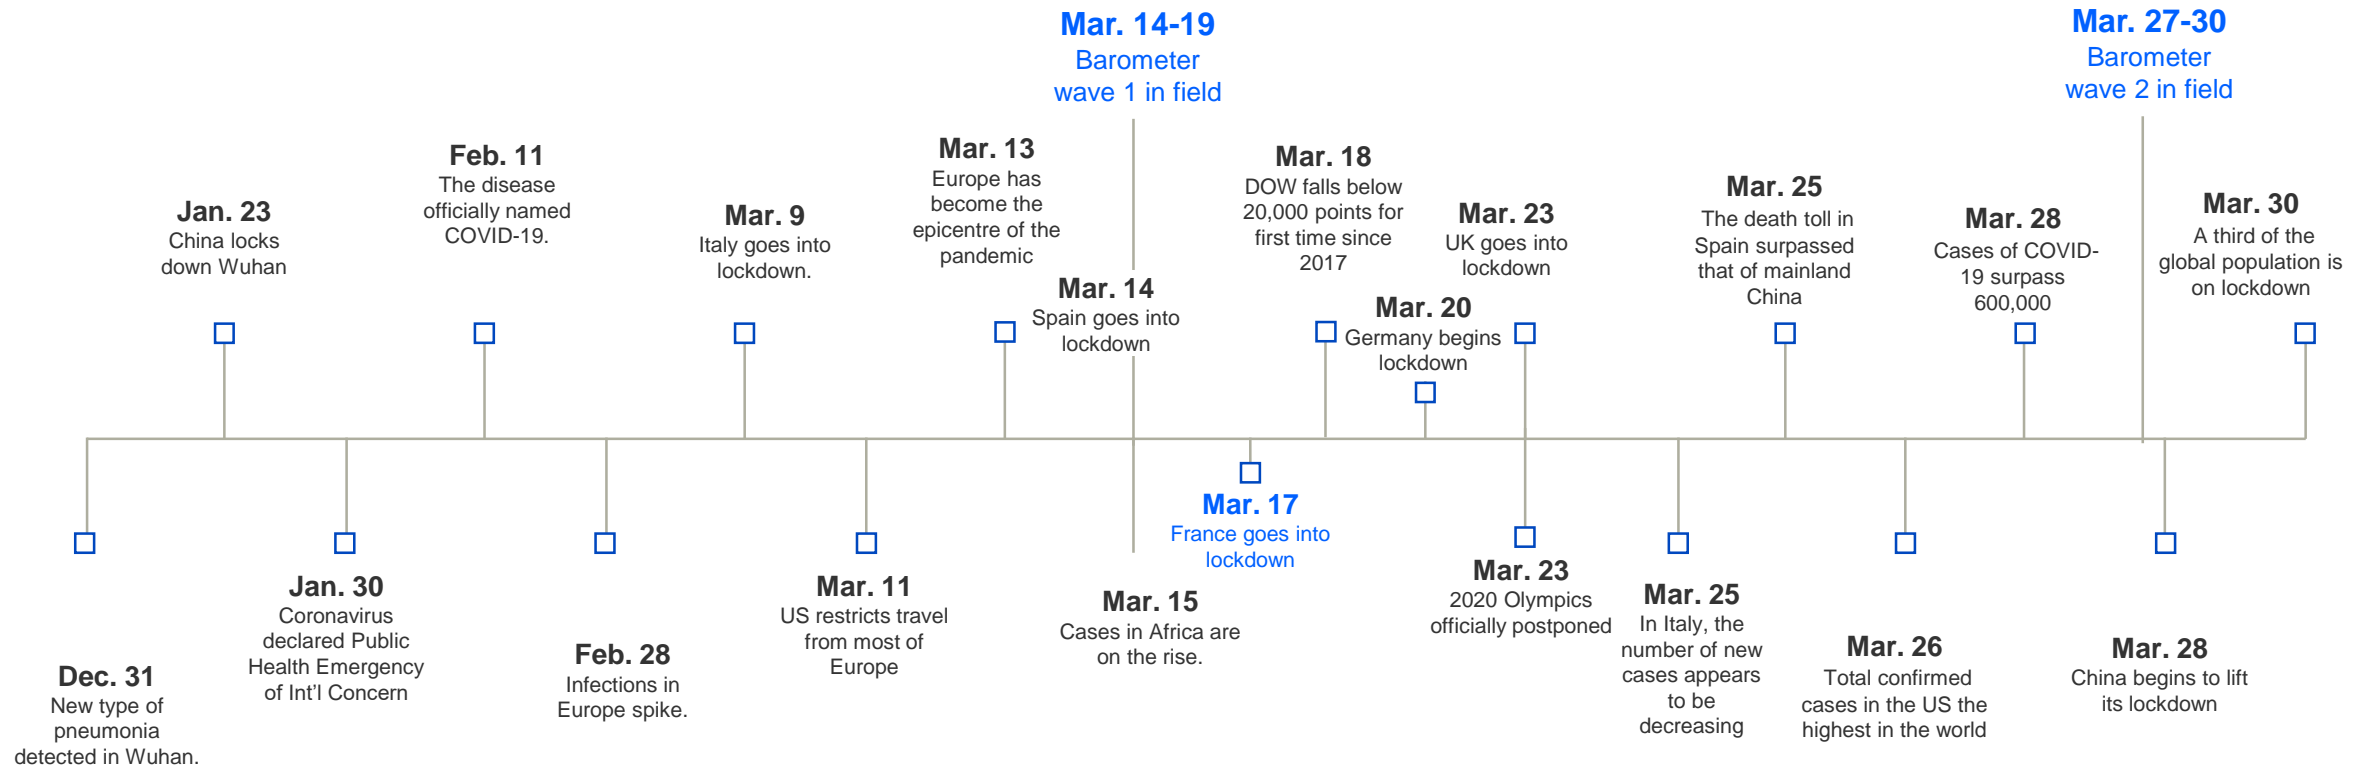 Mar. 14-19
Barometer
wave 1 in field
Mar. 27-30
Barometer
wave 2 in field
Jan. 23
China locks
down Wuhan
Feb. 11
The disease
officially named
COVID-19.
Mar. 9
Italy goes into
lockdown.
Mar. 13
Europe has
become the
epicentre of the
pandemic
Mar. 14
Spain goes into
lockdown
Mar. 18
DOW falls below
20,000 points for
first time since
2017
Mar. 20
Germany begins
lockdown
Mar. 23
UK goes into
lockdown
Mar. 25
The death toll in
Spain surpassed
that of mainland
China
Mar. 28
Cases of COVID-
19 surpass
600,000
Mar. 30
A third of the
global population is
on lockdown
Dec. 31
New type of
pneumonia
detected in Wuhan.
Jan. 30
Coronavirus
declared Public
Health Emergency
of Int'l Concern
Feb. 28
Infections in
Europe spike.
Mar. 11
US restricts travel
from most of
Europe
Mar. 15
Cases in Africa are
on the rise.
Mar. 17
France goes into
lockdown
Mar. 23
2020 Olympics
officially postponed
Mar. 25
In Italy, the
number of new
cases appears
to be
decreasing
Mar. 26
Total confirmed
cases in the US the
highest in the world
Mar. 28
China begins to lift
its lockdown